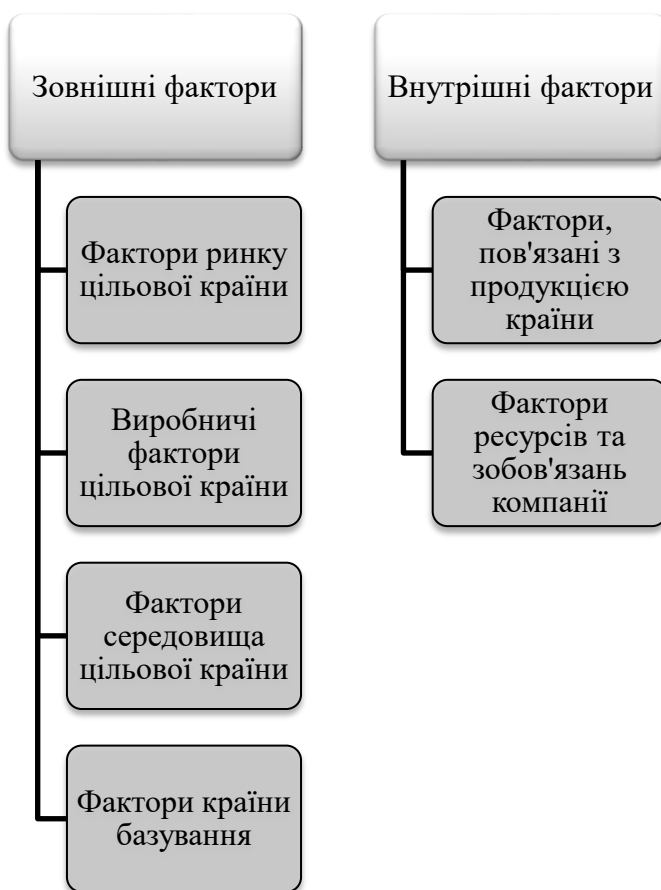 Зовнішні фактори
Фактори ринку
цільової країни
Виробничі
фактори
цільової країни
Фактори
середовища
цільової країни
Фактори країни
базування
Внутрішні фактори
Фактори,
пов'язані з
продукцією
країни
Фактори
ресурсів та
зобов'язань
компанії